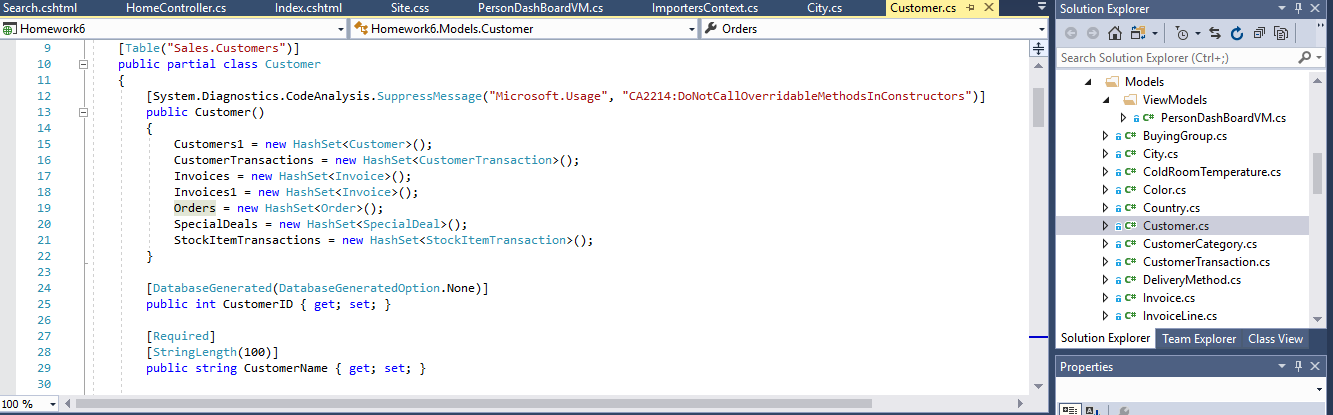 Search.cshtml HomeController.cs Index.cshtml Site.css PersonDashBoardVM.cs ImportersContext.cs City.cs Customer.cs
Homework6 Homework6.Models.Customer Orders
9 [Table("Sales.Customers")]
10 public partial class Customer
11 {
12 [System.Diagnostics.CodeAnalysis.SuppressMessage("Microsoft.Usage", "CA2214:DoNotCallOverridableMethodsInConstructors")]
13 public Customer()
14 {
15 Customers1 = new HashSet<Customer>();
16 CustomerTransactions = new HashSet<CustomerTransaction>();
17 Invoices = new HashSet<Invoice>();
18 Invoices1 = new HashSet<Invoice>();
19 Orders = new HashSet<Order>();
20 SpecialDeals = new HashSet<SpecialDeal>();
21 StockItemTransactions = new HashSet<StockItemTransaction>();
22 }
23
24 [DatabaseGenerated(DatabaseGeneratedOption.None)]
25 public int CustomerID { get; set; }
26
27 [Required]
28 [StringLength(100)]
29 public string CustomerName { get; set; }
30
100 %
Solution Explorer
Search Solution Explorer (Ctrl+;)
Models
ViewModels
C# PersonDashBoardVM.cs
C# BuyingGroup.cs
C# City.cs
C# ColdRoomTemperature.cs
C# Color.cs
C# Country.cs
C# Customer.cs
C# CustomerCategory.cs
C# CustomerTransaction.cs
C# DeliveryMethod.cs
C# Invoice.cs
C# InvoiceLine.cs
Solution Explorer Team Explorer Class View
Properties